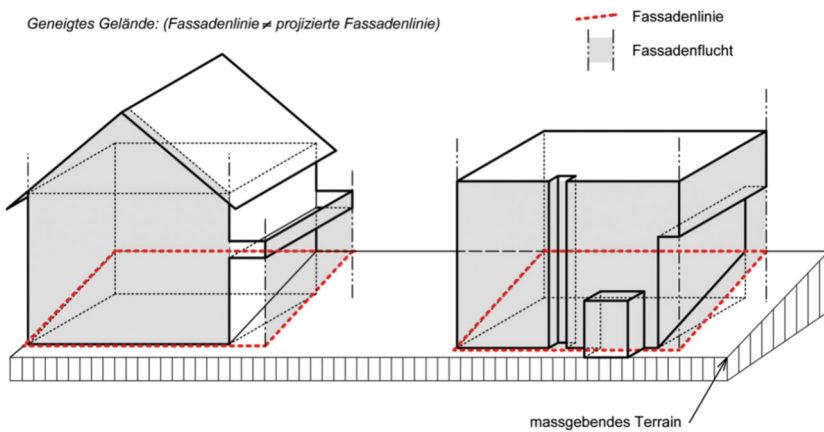 Geneigtes Gelände: (Fassadenlinie ≠ projizierte Fassadenlinie)
Fassadenlinie
Fassadenflucht
massgebendes Terrain